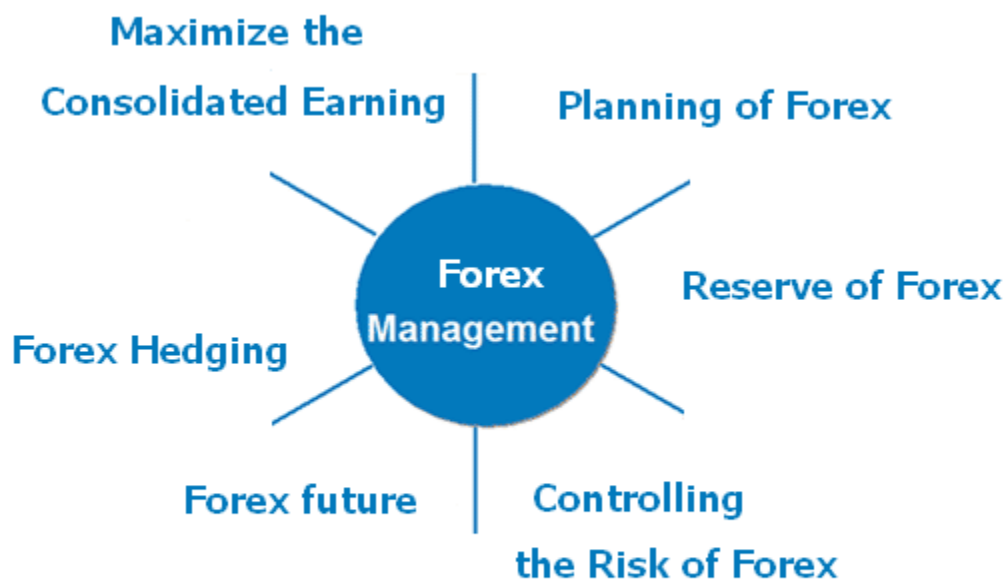 Maximize the
Consolidated Earning
Planning of Forex
Forex
Management
Reserve of Forex
Forex Hedging
Forex future
Controlling
the Risk of Forex